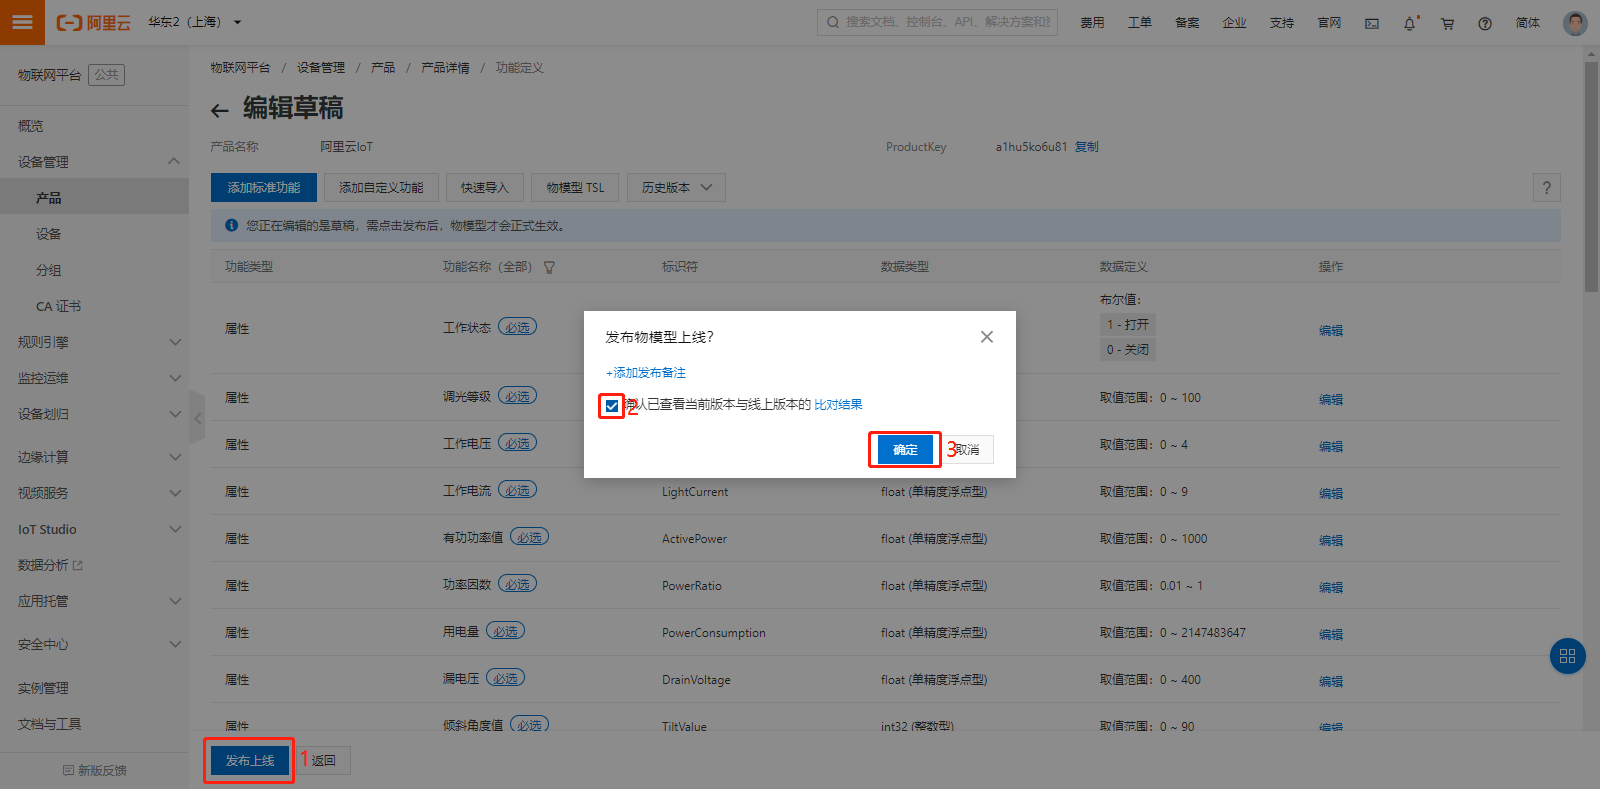 阿里云 华东2（上海） 搜索文档、控制台、API、解决方案和 费用 工单 备案 企业 支持 官网 简体
物联网平台 公共
概览
设备管理
产品
设备
分组
CA 证书
规则引擎
监控运维
设备划归
边缘计算
视频服务
IoT Studio
数据分析
应用托管
安全中心
实例管理
文档与工具
新版反馈
物联网平台 / 设备管理 / 产品 / 产品详情 / 功能定义
编辑草稿
产品名称 阿里云IoT ProductKey a1hu5ko6u81 复制
添加标准功能 添加自定义功能 快速导入 物模型 TSL 历史版本 ?
您正在编辑的是草稿，需点击发布后，物模型才会正式生效。
功能类型 功能名称（全部） 标识符 数据类型 数据定义 操作
属性 工作状态 必选 布尔值： 编辑
1 - 打开
0 - 关闭
属性 调光等级 必选 取值范围：0 ~ 100 编辑
属性 工作电压 必选 取值范围：0 ~ 4 编辑
属性 工作电流 必选 LightCurrent float (单精度浮点型) 取值范围：0 ~ 9 编辑
属性 有功功率值 必选 ActivePower float (单精度浮点型) 取值范围：0 ~ 1000 编辑
属性 功率因数 必选 PowerRatio float (单精度浮点型) 取值范围：0.01 ~ 1 编辑
属性 用电量 必选 PowerConsumption float (单精度浮点型) 取值范围：0 ~ 2147483647 编辑
属性 漏电压 必选 DrainVoltage float (单精度浮点型) 取值范围：0 ~ 400 编辑
属性 倾斜角度值 必选 TiltValue int32 (整数型) 取值范围：0 ~ 90 编辑
发布物模型上线?
+添加发布备注
2 确认已查看当前版本与线上版本的 比对结果
确定 3 取消
发布上线 1 返回